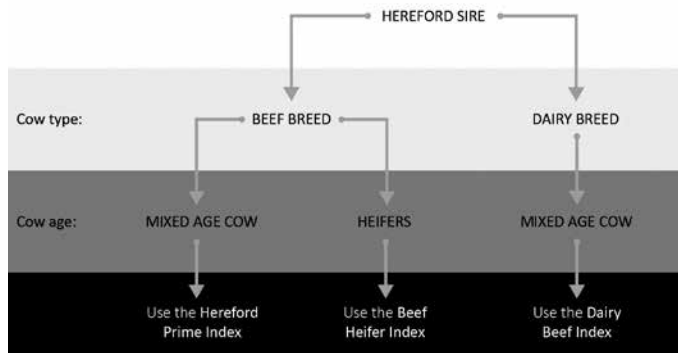 HEREFORD SIRE
Cow type:
BEEF BREED
DAIRY BREED
Cow age:
MIXED AGE COW
HEIFERS
MIXED AGE COW
Use the Hereford
Prime Index
Use the Beef
Heifer Index
Use the Dairy
Beef Index